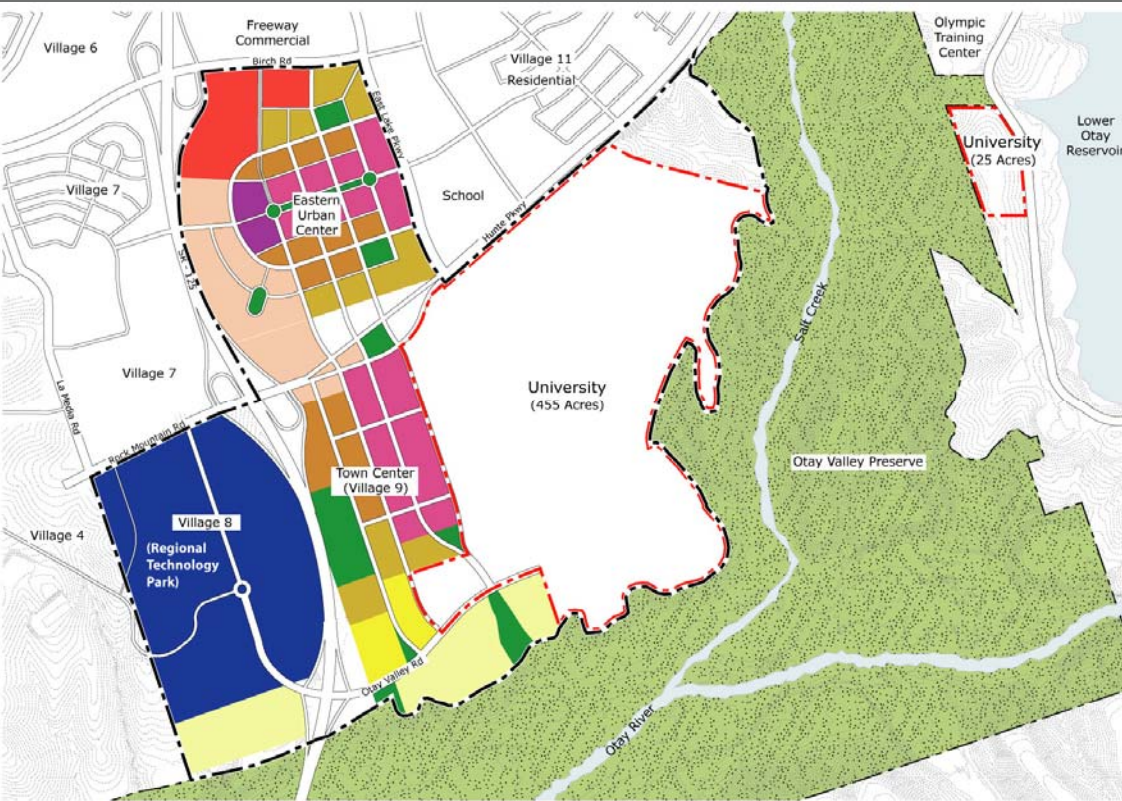 Freeway
Commercial
Village 6
Birch Rd
Village 11
Residential
Olympic
Training
Center
Lower
Otay
Reservoir
University
(25 Acres)
East Lake Pkwy
Village 7
Eastern
Urban
Center
School
Hunte Pkwy
SR - 125
Salt Creek
Village 7
University
(455 Acres)
La Media Rd
Rock Mountain Rd
Town Center
(Village 9)
Otay Valley Preserve
Village 8
Village 4
(Regional
Technology
Park)
Otay Valley Rd
Otay River